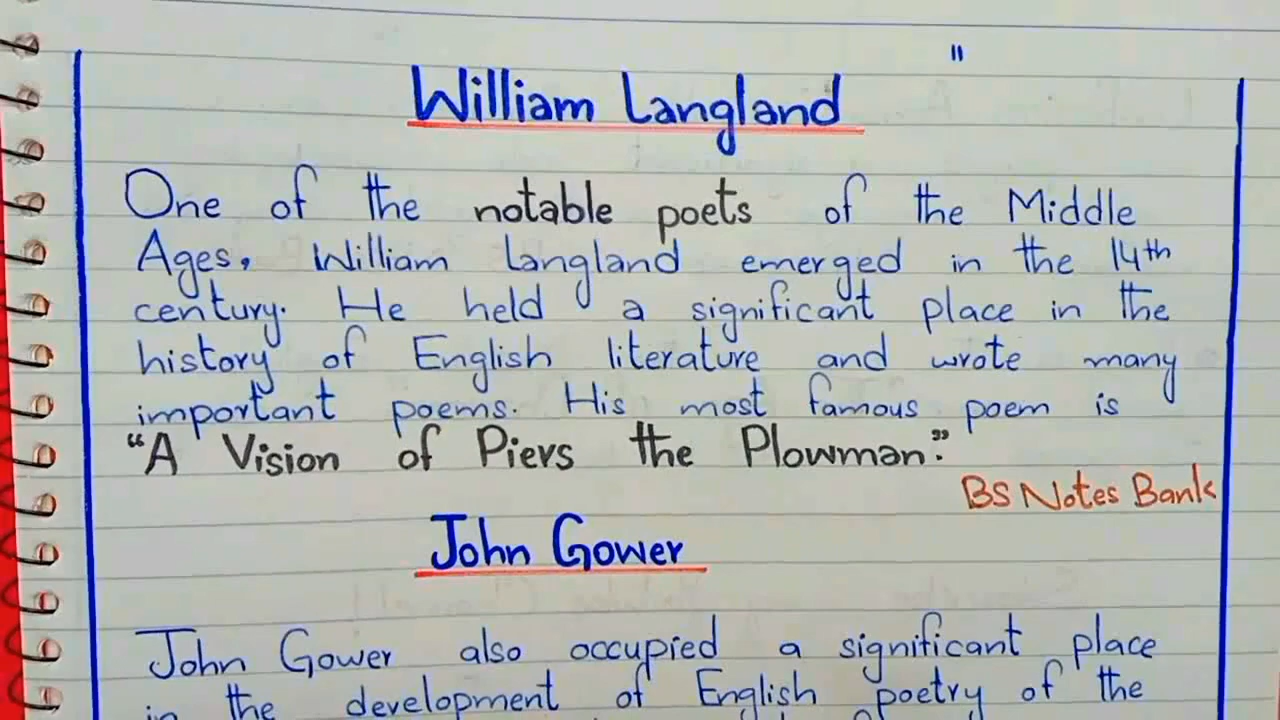 "
William Langland
One of the notable poets of the Middle
Ages, William Langland emerged in the 14th
century. He held a significant place in the
history of English literature and wrote many
important poems. His most famous poem is
“A Vision of Piers the Plowman.”
BS Notes Bank
John Gower
John Gower also occupied a significant place
in the development of English poetry of the